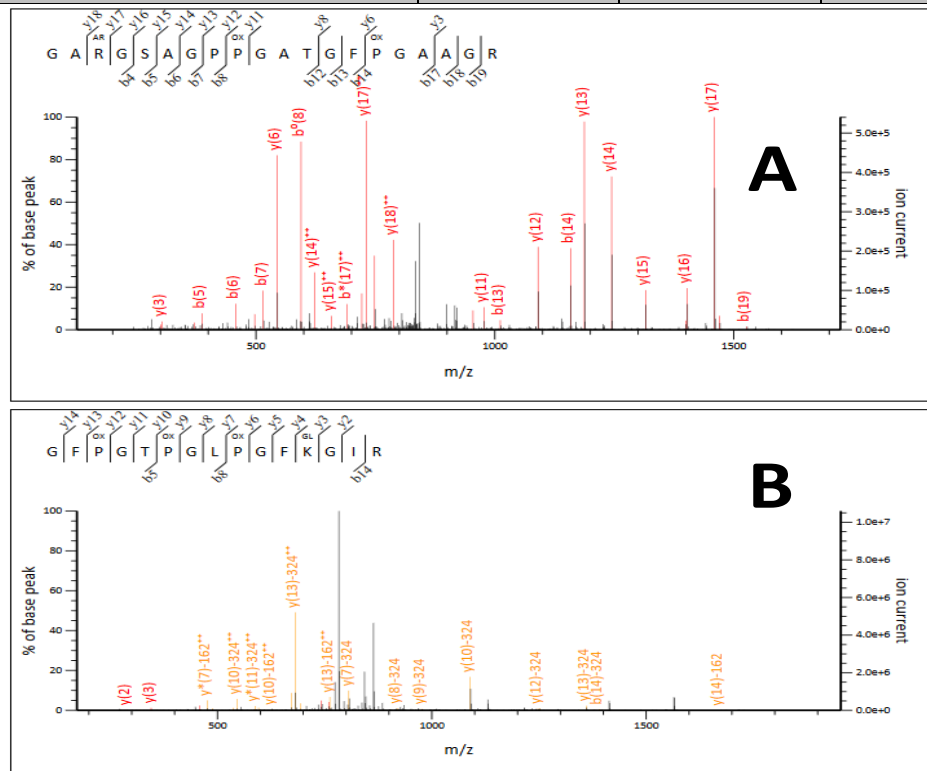 y18 y17 y16 y15 y14 y13 y12 y11 y8 y6 y3
AR OX OX
G A R G S A G P P G A T G F P G A A G R
b4 b5 b6 b7 b8 b12 b13 b14 b17 b18 b19
A
% of base peak
100
80
60
40
20
0
y(3)
b(5)
b(6)
b(7)
y(6)
b⁰(8)
y(14)⁺⁺
y(15)⁺⁺
b*(17)⁺⁺
y(17)
y(18)⁺⁺
y(11)
b(13)
y(12)
b(14)
y(13)
y(14)
y(15)
y(16)
y(17)
b(19)
5.0e+5
4.0e+5
3.0e+5
2.0e+5
1.0e+5
0.0e+0
ion current
500 1000 1500
m/z
y14 y13 y12 y11 y10 y9 y8 y7 y6 y5 y4 y3 y2
OX OX OX GL
G F P G T P G L P G F K G I R
b5 b8 b14
B
% of base peak
100
80
60
40
20
0
y(2)
y(3)
y*(7)-162⁺⁺
y(10)-324⁺⁺
y*(11)-324⁺⁺
y(10)-162⁺⁺
y(13)-324⁺⁺
y(13)-162⁺⁺
y(7)-324
y(8)-324
y(9)-324
y(10)-324
y(12)-324
y(13)-324
b(14)-324
y(14)-162
1.0e+7
8.0e+6
6.0e+6
4.0e+6
2.0e+6
0.0e+0
ion current
500 1000 1500
m/z